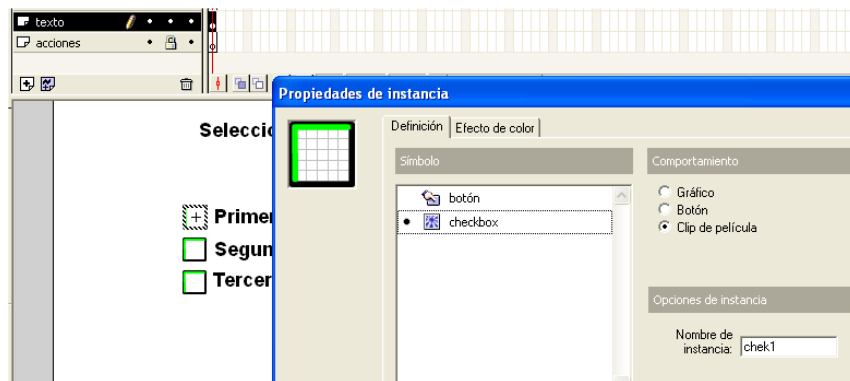 texto
acciones
Propiedades de instancia
Definición
Efecto de color
Símbolo
Comportamiento
botón
checkbox
Gráfico
Botón
Clip de película
Opciones de instancia
Nombre de
instancia:
chek1
Seleccio
Primer
Segun
Tercer